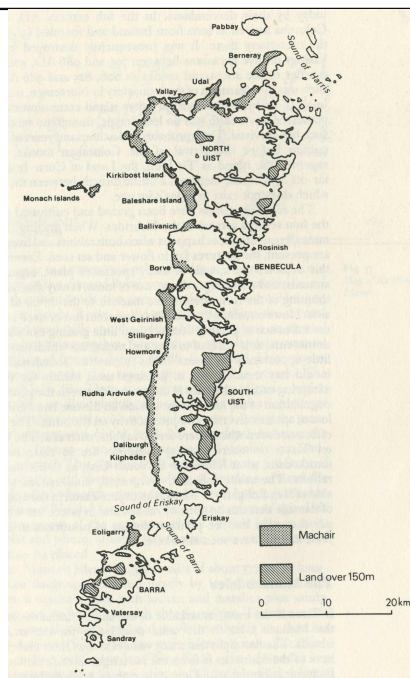 Pabbay
Sound of Harris
Berneray
Udal
Vallay
NORTH
UIST
Kirkibost Island
Monach Islands
Baleshare Island
Ballivanich
Rosinish
Borve
BENBECULA
West Geirinish
Stilligarry
Howmore
Rudha Ardvule
SOUTH
UIST
Daliburgh
Kilpheder
Sound of Eriskay
Eriskay
Eoligarry
Sound of Barra
BARRA
Vatersay
Sandray
Machair
Land over 150m
0 10 20km